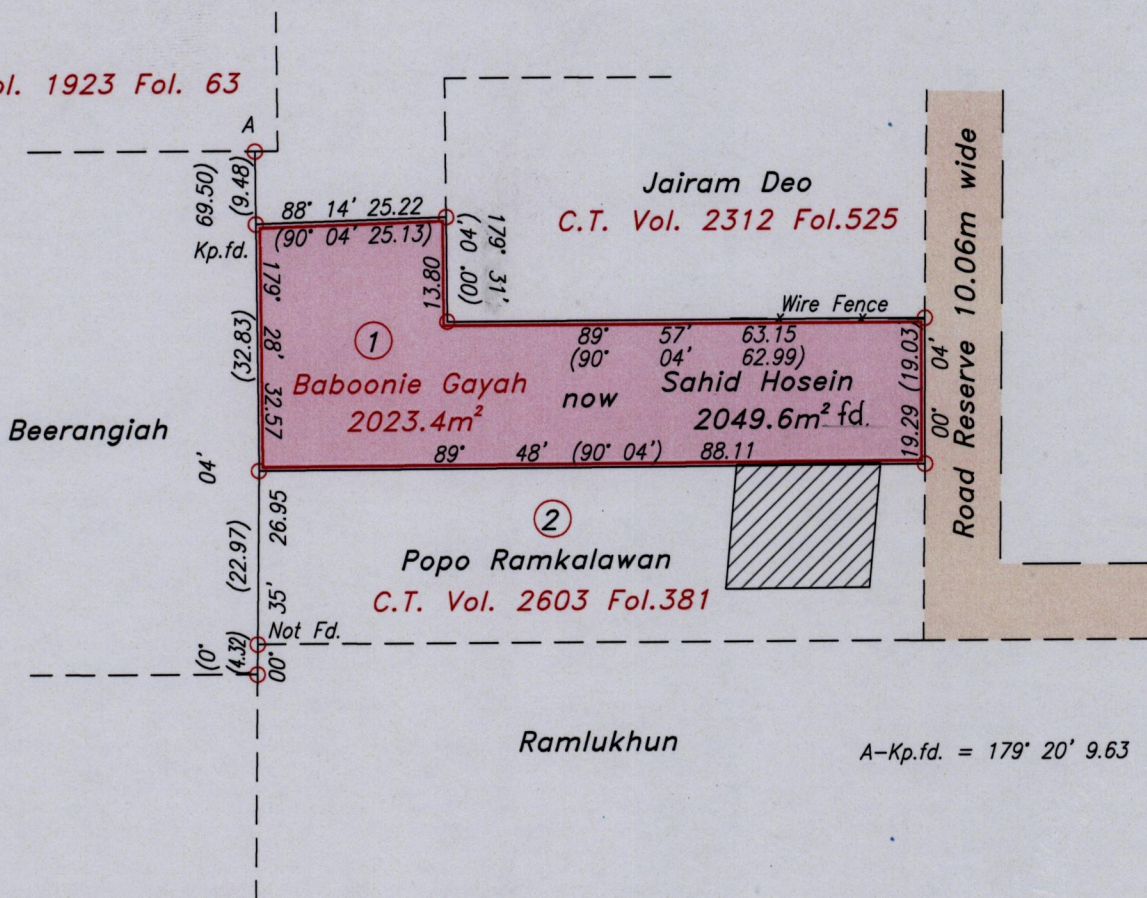 ol. 1923 Fol. 63
A
69.50)
(9.48)
88° 14' 25.22
(90° 04' 25.13)
Kp.fd.
179° 31'
(00° 04')
13.80
Jairam Deo
C.T. Vol. 2312 Fol.525
Wire Fence
Road Reserve 10.06m wide
179° 28' 32.57
(32.83)
1
89° 57' 63.15
(90° 04' 62.99)
Baboonie Gayah
2023.4m²
now
Sahid Hosein
2049.6m² fd.
19.29 (19.03)
00° 04'
Beerangiah
89° 48' (90° 04') 88.11
04'
26.95
(22.97)
35'
2
Popo Ramkalawan
C.T. Vol. 2603 Fol.381
Not Fd.
(0°
(4.32)
00°
Ramlukhun
A-Kp.fd. = 179° 20' 9.63